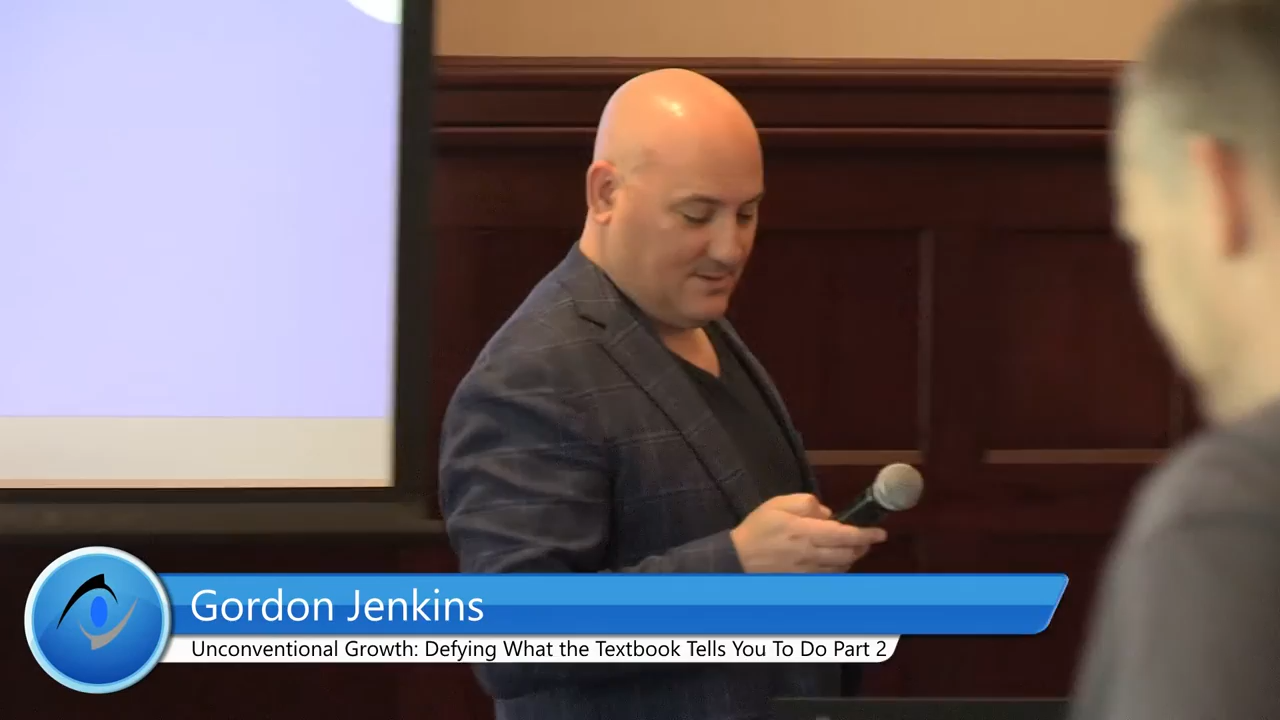 Gordon Jenkins
Unconventional Growth: Defying What the Textbook Tells You To Do Part 2